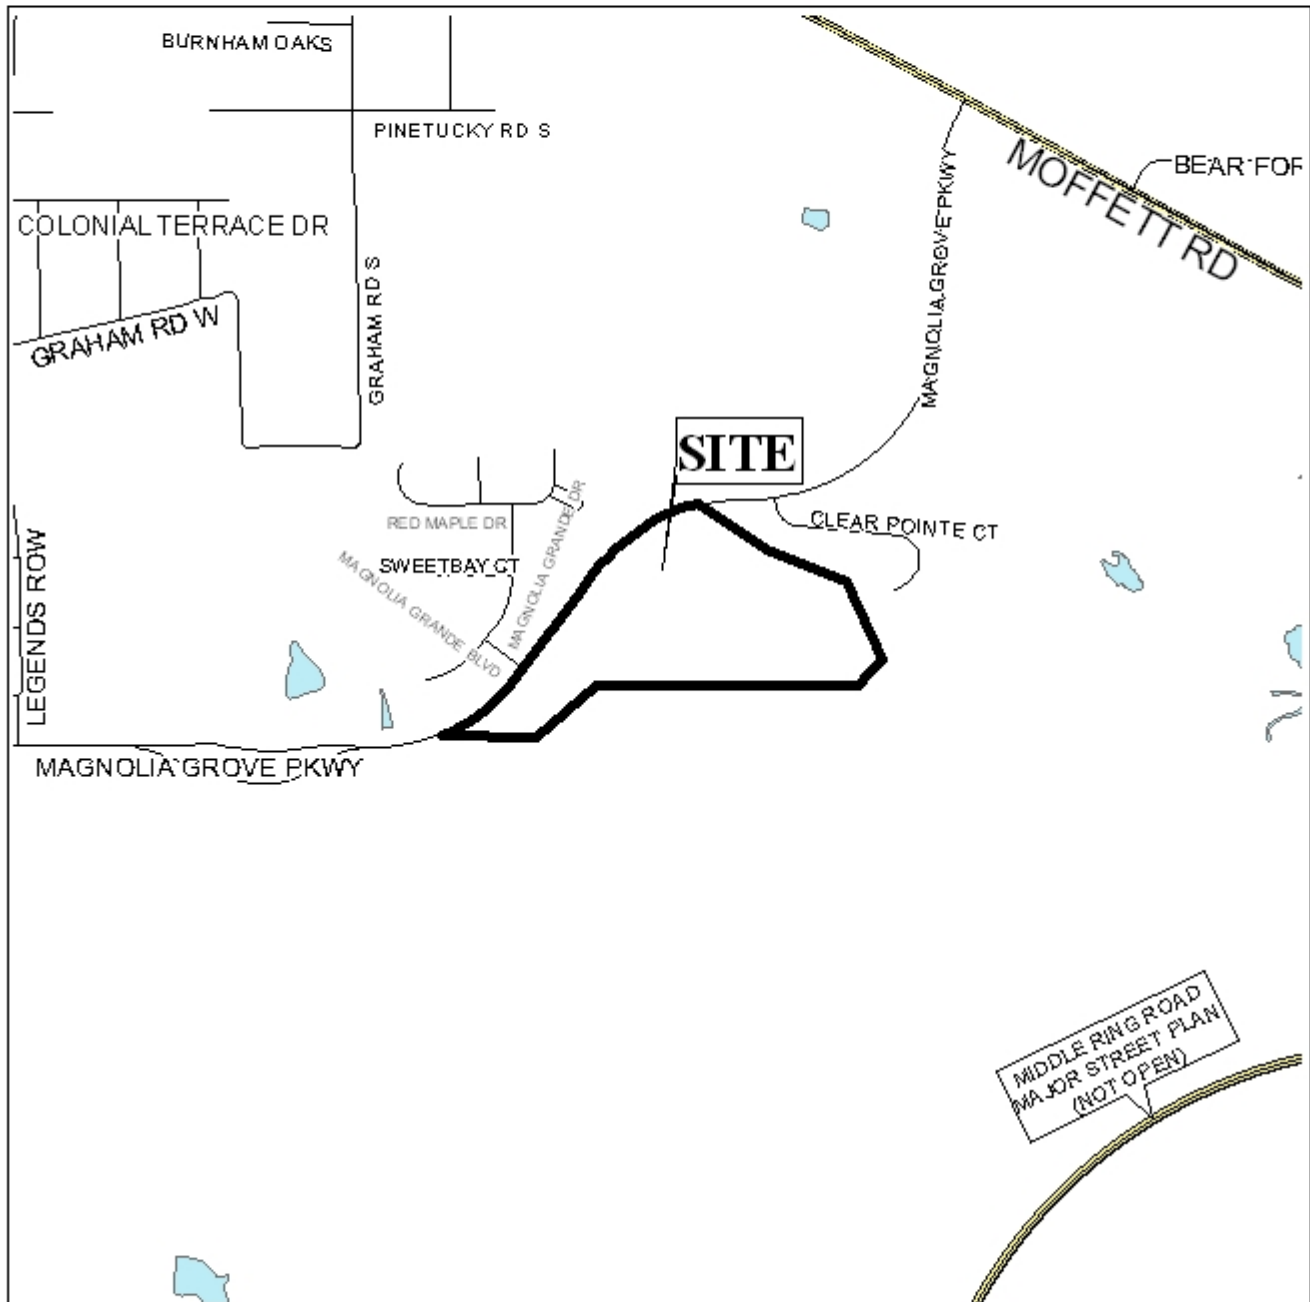 BURNHAM OAKS
PINETUCKY RD S
BEAR FOR
MOFFETT RD
MAGNOLIA GROVE PKWY
COLONIAL TERRACE DR
GRAHAM RD W
GRAHAM RD S
SITE
RED MAPLE DR
MAGNOLIA GRANDE DR
CLEAR POINTE CT
SWEETBAY CT
MAGNOLIA GRANDE BLVD
LEGENDS ROW
MAGNOLIA GROVE PKWY
MIDDLE RING ROAD
MAJOR STREET PLAN
(NOT OPEN)